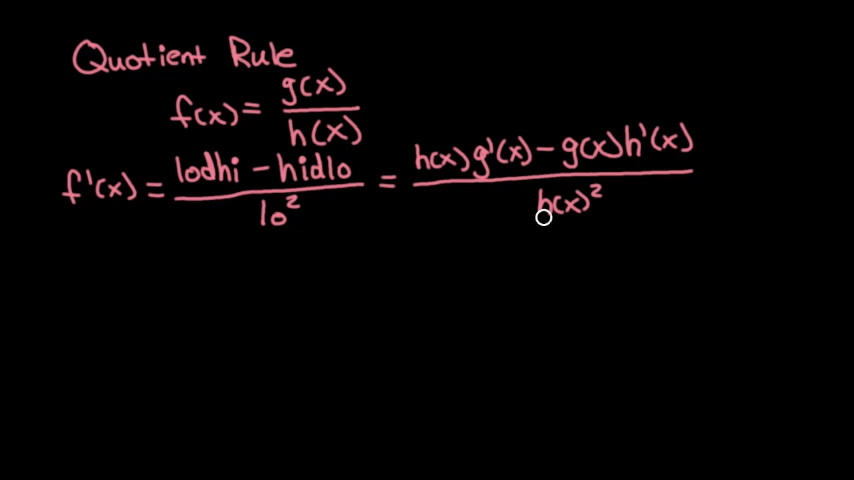 Quotient Rule
f(x) = g(x) / h(x)
f'(x) = lodhi - hidlo / lo² = h(x)g'(x) - g(x)h'(x) / h(x)²